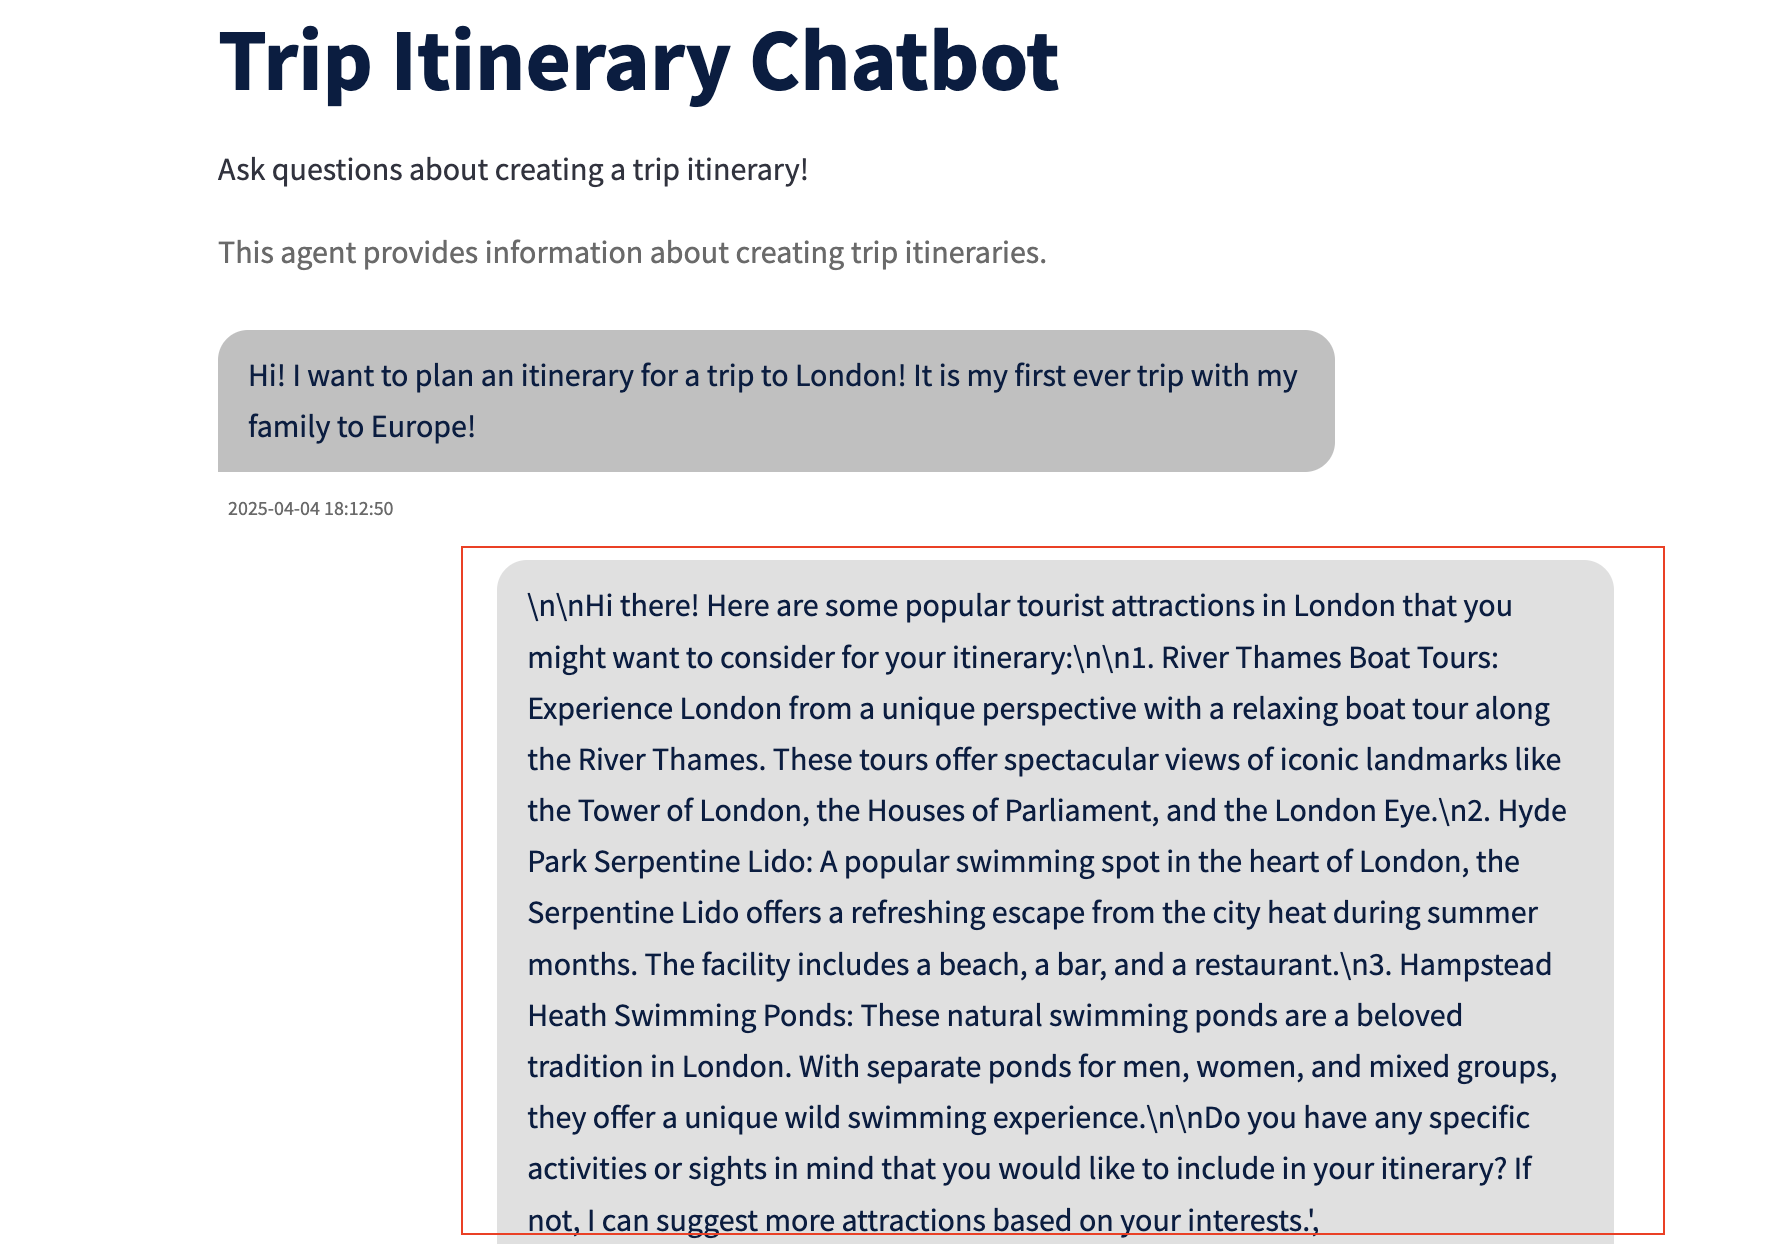 Trip Itinerary Chatbot
Ask questions about creating a trip itinerary!
This agent provides information about creating trip itineraries.
Hi! I want to plan an itinerary for a trip to London! It is my first ever trip with my
family to Europe!
2025-04-04 18:12:50
\n\nHi there! Here are some popular tourist attractions in London that you
might want to consider for your itinerary:\n\n1. River Thames Boat Tours:
Experience London from a unique perspective with a relaxing boat tour along
the River Thames. These tours offer spectacular views of iconic landmarks like
the Tower of London, the Houses of Parliament, and the London Eye.\n2. Hyde
Park Serpentine Lido: A popular swimming spot in the heart of London, the
Serpentine Lido offers a refreshing escape from the city heat during summer
months. The facility includes a beach, a bar, and a restaurant.\n3. Hampstead
Heath Swimming Ponds: These natural swimming ponds are a beloved
tradition in London. With separate ponds for men, women, and mixed groups,
they offer a unique wild swimming experience.\n\nDo you have any specific
activities or sights in mind that you would like to include in your itinerary? If
not, I can suggest more attractions based on your interests.',